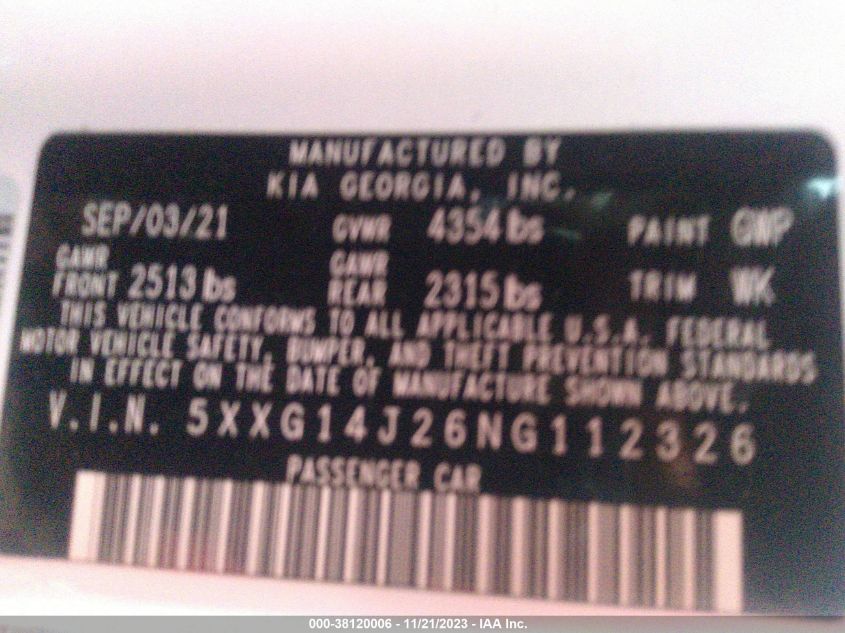 MANUFACTURED BY
KIA GEORGIA, INC.
SEP/03/21 GVWR 4354 lbs PAINT GWP
GAWR FRONT 2513 lbs GAWR REAR 2315 lbs TRIM WK
THIS VEHICLE CONFORMS TO ALL APPLICABLE U.S.A. FEDERAL
MOTOR VEHICLE SAFETY, BUMPER, AND THEFT PREVENTION STANDARDS
IN EFFECT ON THE DATE OF MANUFACTURE SHOWN ABOVE.
V.I.N. 5XXG14J26NG112326
PASSENGER CAR
000-38120006 - 11/21/2023 - IAA Inc.